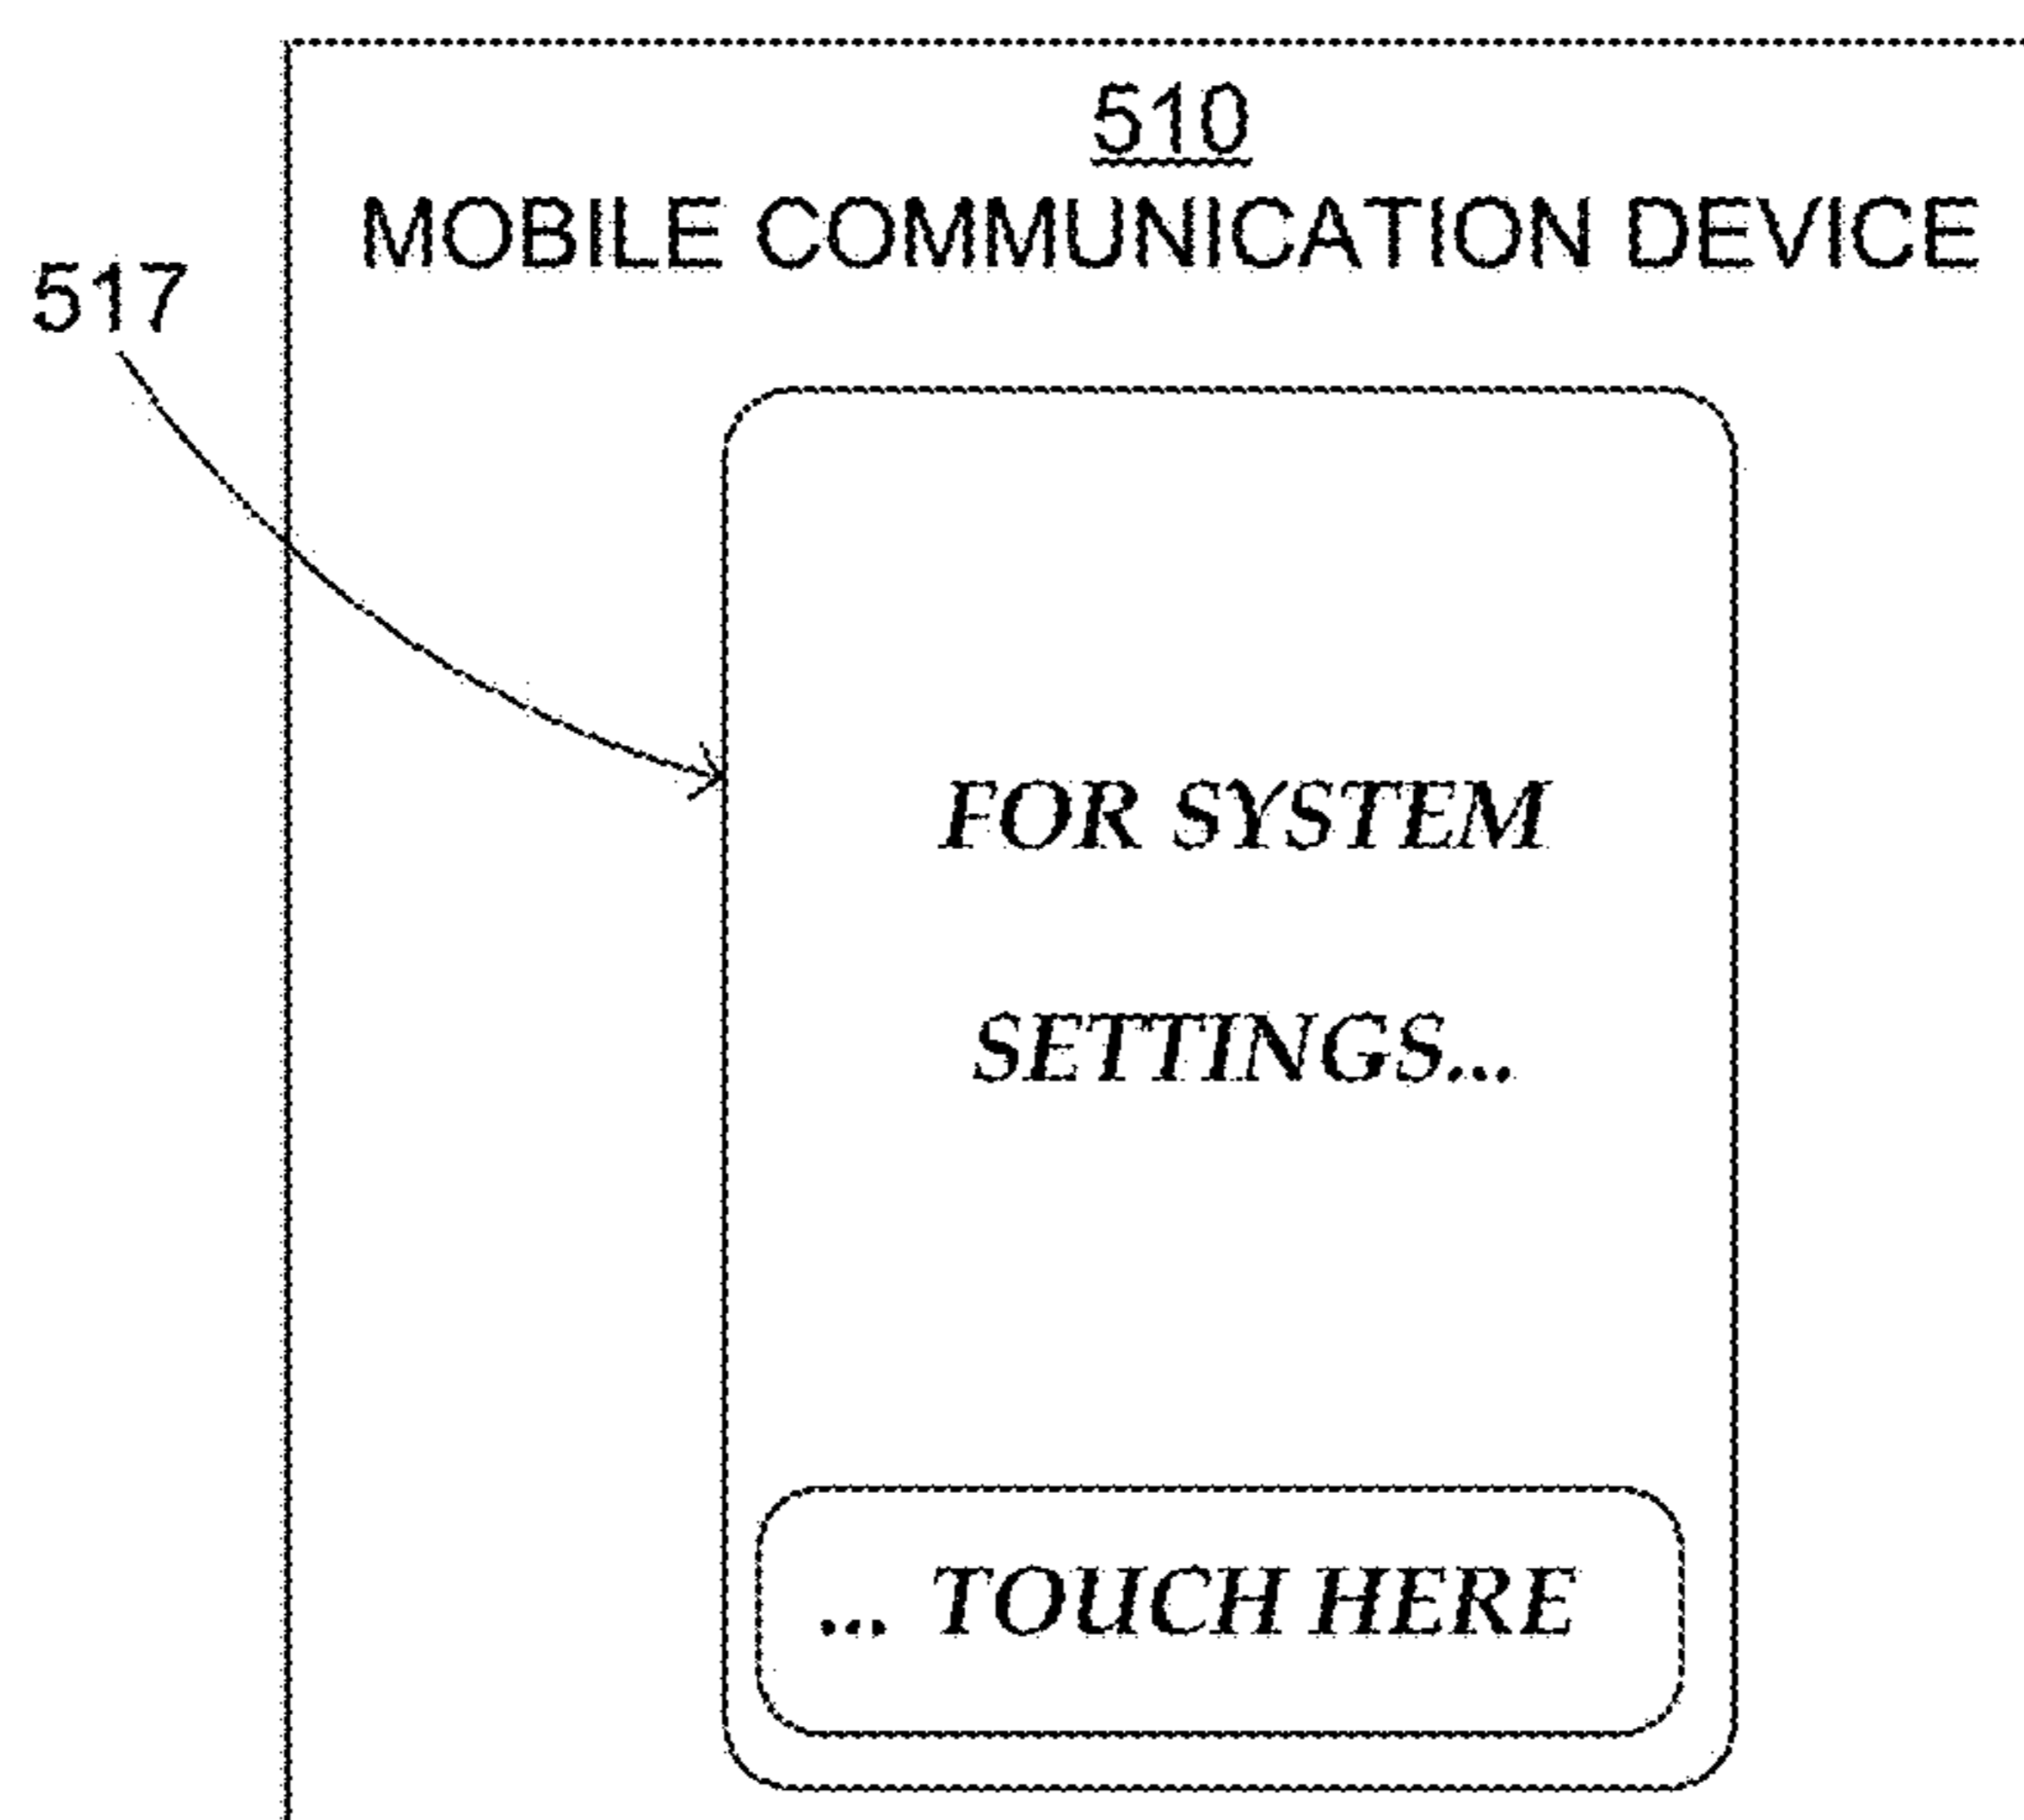 510
MOBILE COMMUNICATION DEVICE
517
FOR SYSTEM
SETTINGS...
... TOUCH HERE